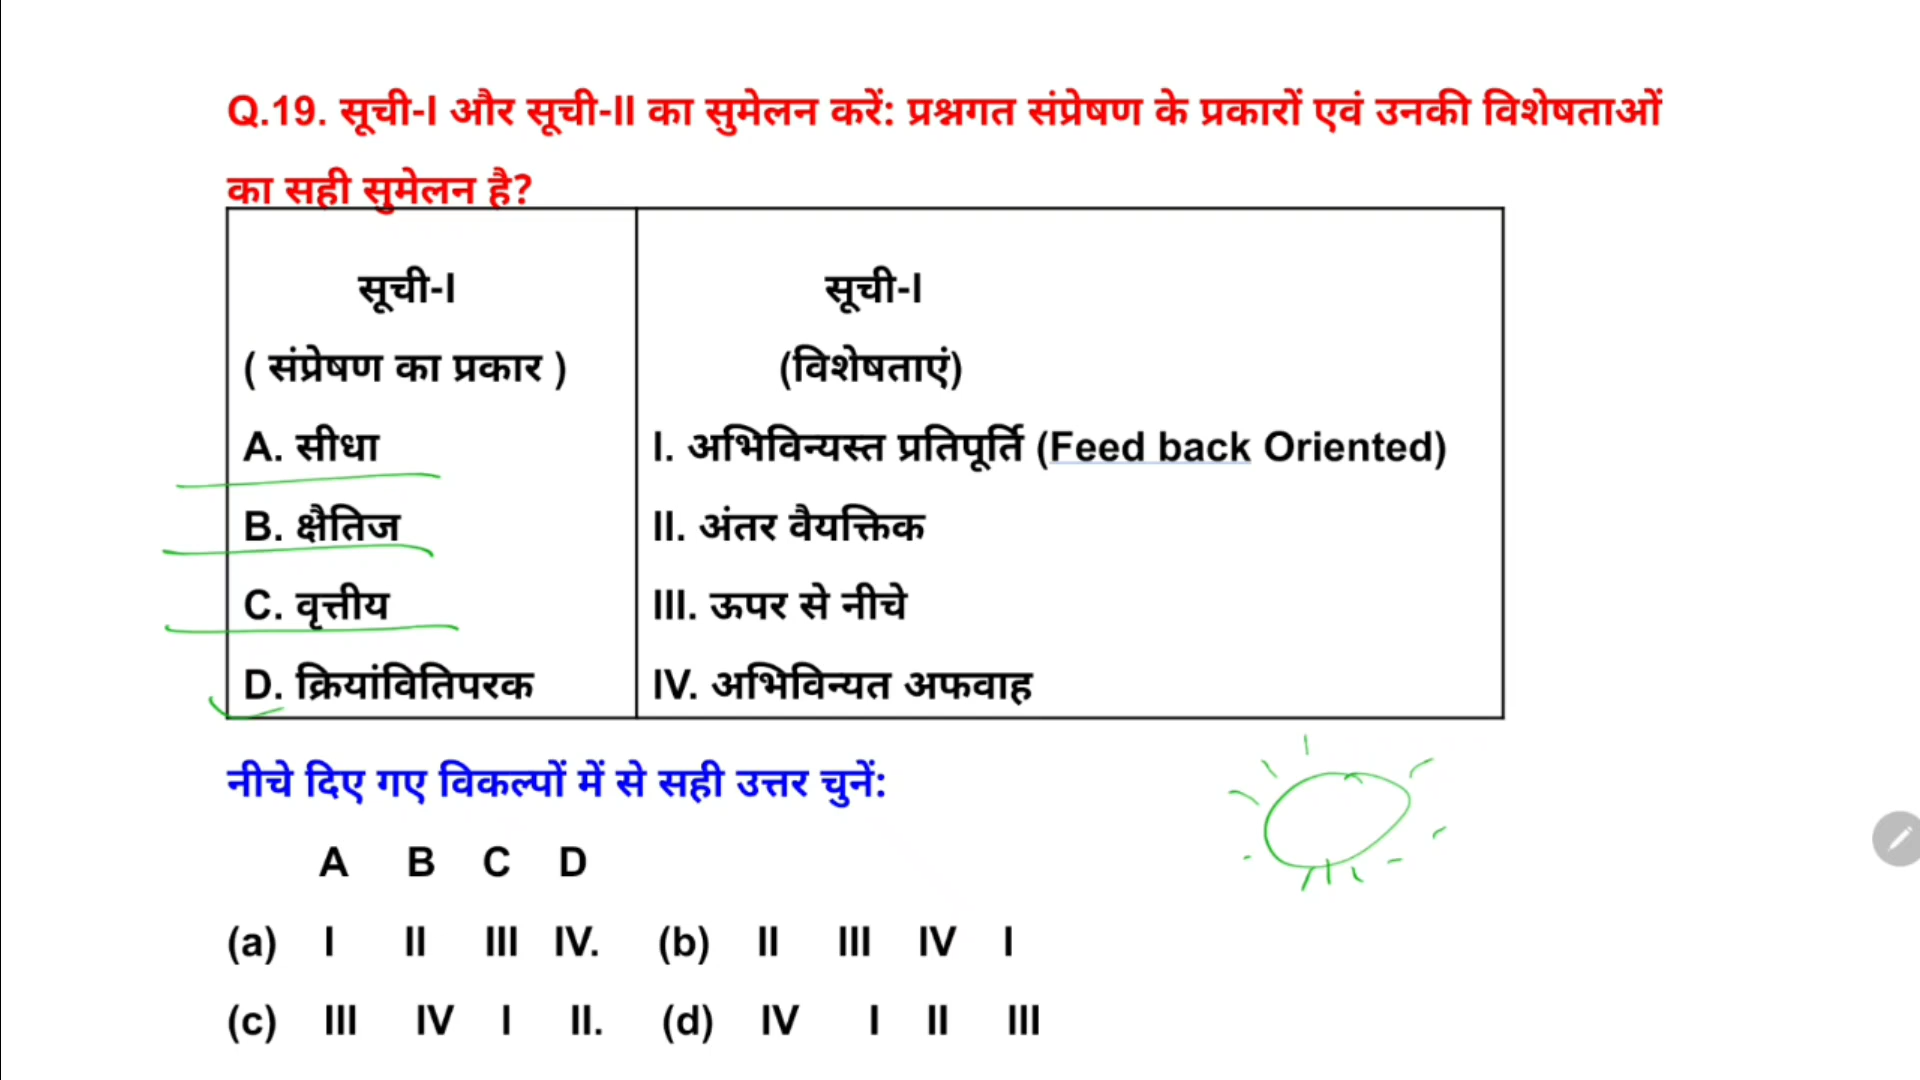 Q.19. सूची-I और सूची-II का सुमेलन करें: प्रश्नगत संप्रेषण के प्रकारों एवं उनकी विशेषताओं
का सही सुमेलन है?
सूची-I
सूची-I
( संप्रेषण का प्रकार )
(विशेषताएं)
A. सीधा
I. अभिविन्यस्त प्रतिपूर्ति (Feed back Oriented)
B. क्षैतिज
II. अंतर वैयक्तिक
C. वृत्तीय
III. ऊपर से नीचे
D. क्रियांवितिपरक
IV. अभिविन्यत अफवाह
नीचे दिए गए विकल्पों में से सही उत्तर चुनें:
A B C D
(a) I II III IV. (b) II III IV I
(c) III IV I II. (d) IV I II III